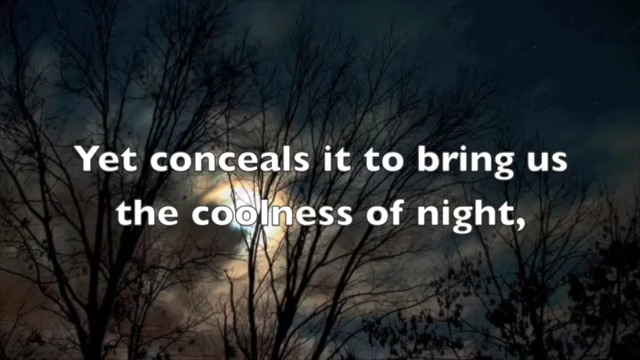 Yet conceals it to bring us
the coolness of night,